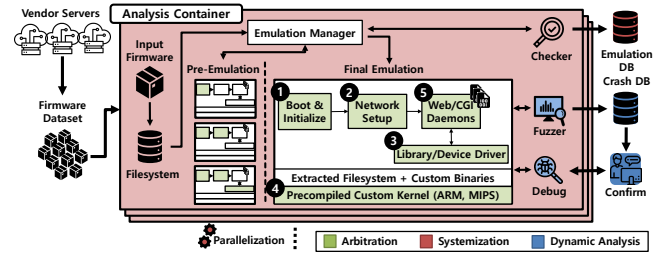 Vendor Servers
Analysis Container
Emulation Manager
Checker
Emulation
DB
Crash DB
Input
Firmware
Pre-Emulation
Final Emulation
Firmware
Dataset
Filesystem
1
Boot &
Initialize
2
Network
Setup
5
Web/CGI
Daemons
3
Library/Device Driver
Fuzzer
Extracted Filesystem + Custom Binaries
4
Precompiled Custom Kernel (ARM, MIPS)
Debug
Confirm
Parallelization
Arbitration
Systemization
Dynamic Analysis